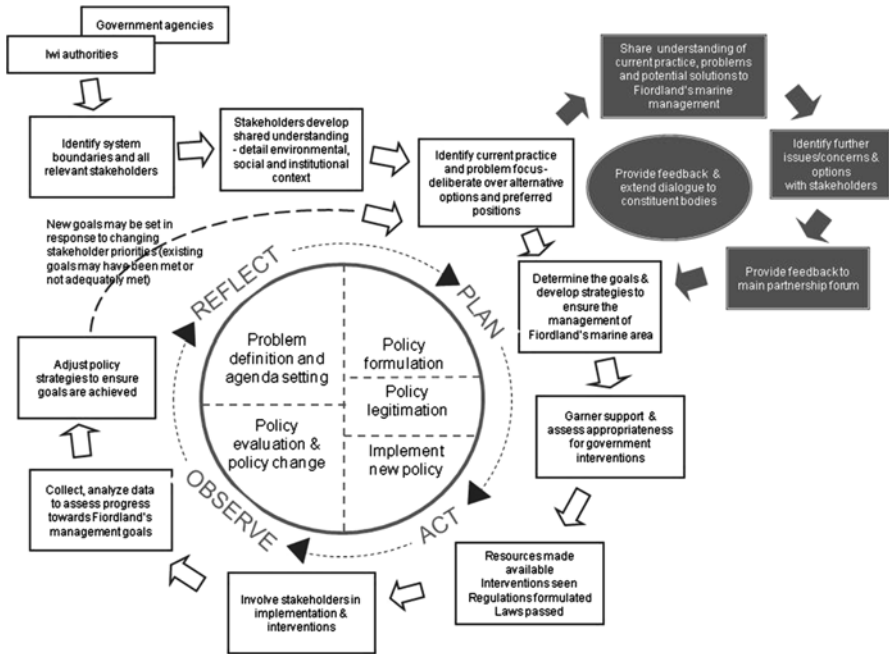 Government agencies
Iwi authorities
Identify system
boundaries and all
relevant stakeholders
Stakeholders develop
shared understanding
- detail environmental,
social and institutional
context
Identify current practice
and problem focus-
deliberate over alternative
options and preferred
positions
Share understanding of
current practice, problems
and potential solutions to
Fiordland's marine
management
Identify further
issues/concerns &
options
with stakeholders
Provide feedback &
extend dialogue to
constituent bodies
Provide feedback to
main partnership forum
New goals may be set in
response to changing
stakeholder priorities (existing
goals may have been met or
not adequately met)
Determine the goals &
develop strategies to
ensure the
management of
Fiordland's marine
area
Garner support &
assess appropriateness
for government
interventions
Resources made
available
Interventions seen
Regulations formulated
Laws passed
Involve stakeholders in
implementation &
interventions
Collect, analyze data
to assess progress
towards Fiordland's
management goals
Adjust policy
strategies to ensure
goals are achieved
REFLECT
PLAN
ACT
OBSERVE
Problem
definition and
agenda setting
Policy
formulation
Policy
legitimation
Implement
new policy
Policy
evaluation &
policy change